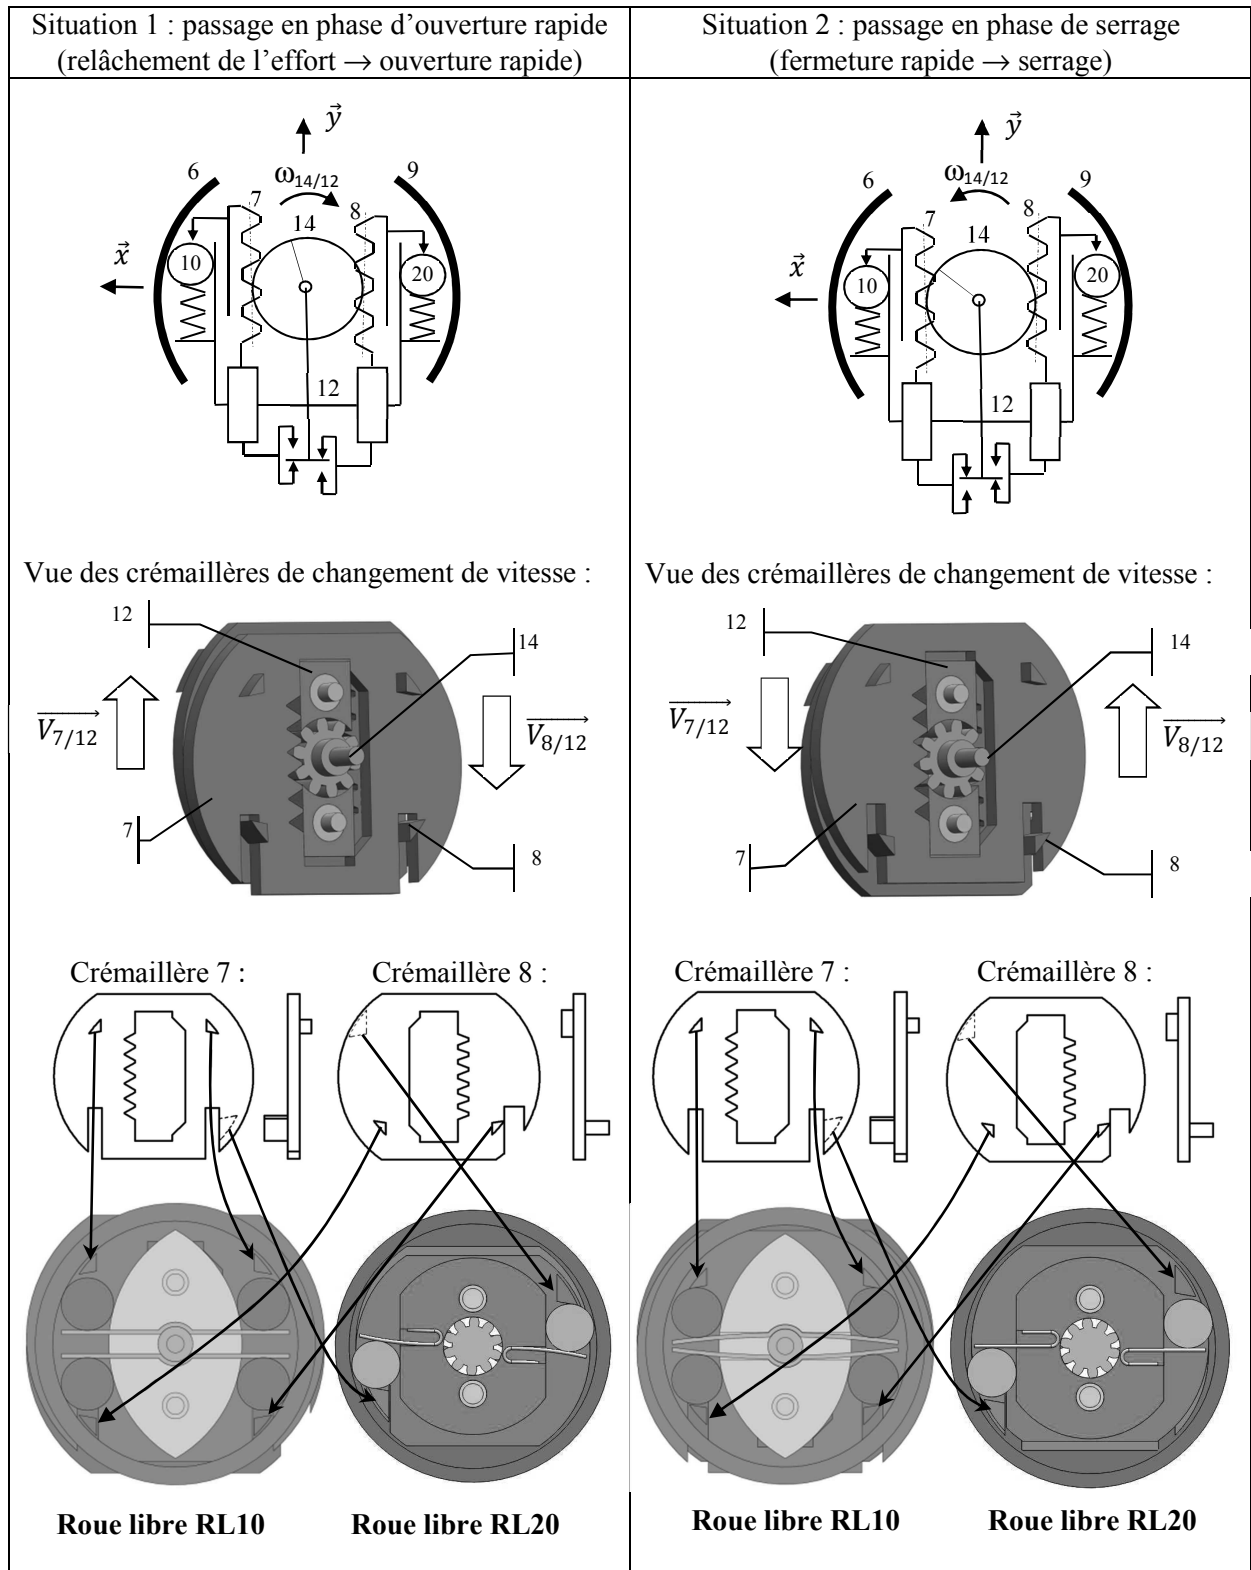 Situation 1 : passage en phase d’ouverture rapide
(relâchement de l’effort → ouverture rapide)
Situation 2 : passage en phase de serrage
(fermeture rapide → serrage)
y⃗
6
ω14/12
9
7
8
14
x⃗
10
20
12
y⃗
6
ω14/12
9
7
8
14
x⃗
10
20
12
Vue des crémaillères de changement de vitesse :
12
14
V7/12
V8/12
7
8
Vue des crémaillères de changement de vitesse :
12
14
V7/12
V8/12
7
8
Crémaillère 7 :
Crémaillère 8 :
Crémaillère 7 :
Crémaillère 8 :
Roue libre RL10
Roue libre RL20
Roue libre RL10
Roue libre RL20